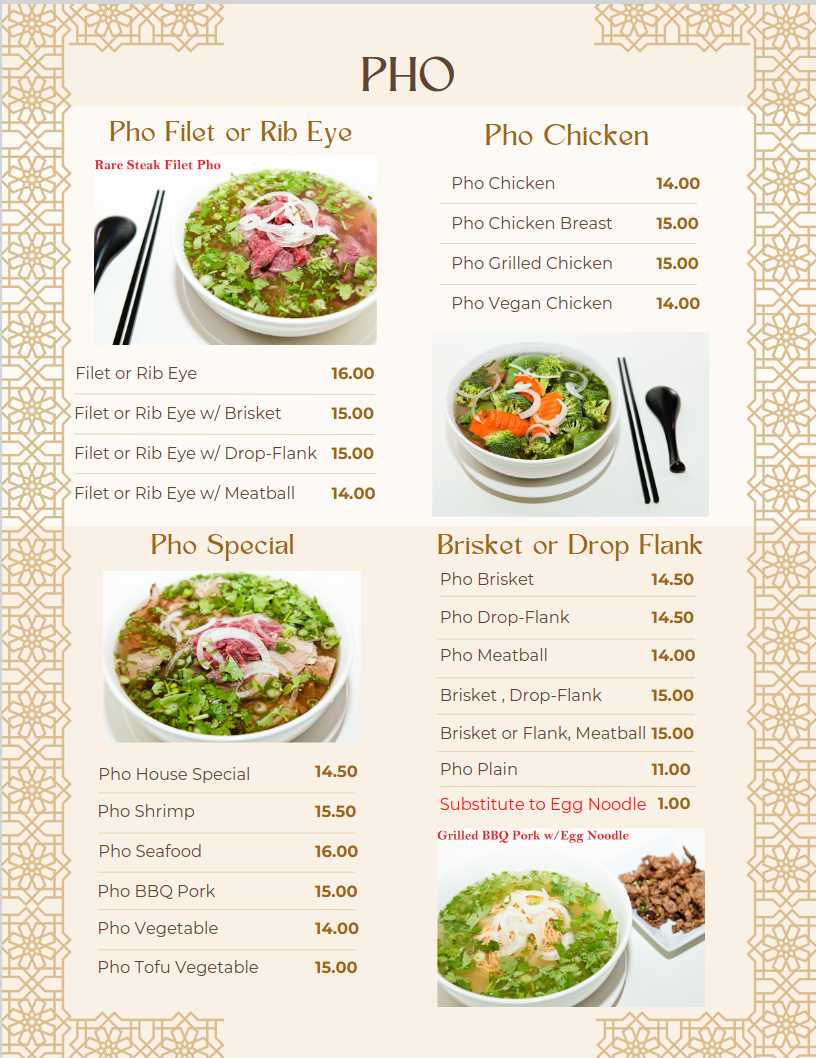 PHO
Pho Filet or Rib Eye
Rare Steak Filet Pho
Filet or Rib Eye 16.00
Filet or Rib Eye w/ Brisket 15.00
Filet or Rib Eye w/ Drop-Flank 15.00
Filet or Rib Eye w/ Meatball 14.00
Pho Chicken
Pho Chicken 14.00
Pho Chicken Breast 15.00
Pho Grilled Chicken 15.00
Pho Vegan Chicken 14.00
Pho Special
Pho House Special 14.50
Pho Shrimp 15.50
Pho Seafood 16.00
Pho BBQ Pork 15.00
Pho Vegetable 14.00
Pho Tofu Vegetable 15.00
Brisket or Drop Flank
Pho Brisket 14.50
Pho Drop-Flank 14.50
Pho Meatball 14.00
Brisket , Drop-Flank 15.00
Brisket or Flank, Meatball 15.00
Pho Plain 11.00
Substitute to Egg Noodle 1.00
Grilled BBQ Pork w/Egg Noodle